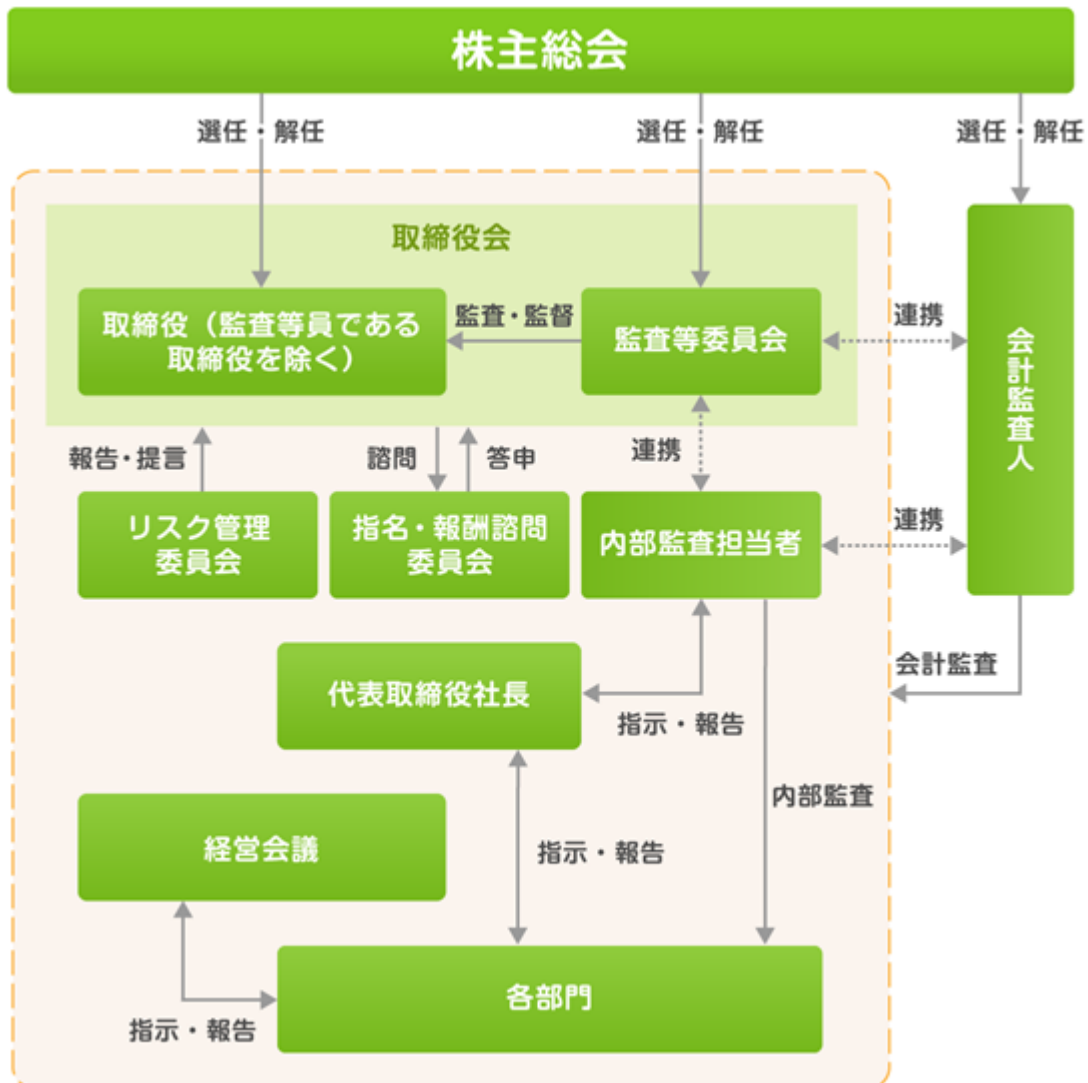 株主総会
選任・解任
選任・解任
選任・解任
取締役会
取締役（監査等員である
取締役を除く）
監査・監督
監査等委員会
連携
会計監査人
報告・提言
諮問
答申
連携
リスク管理
委員会
指名・報酬諮問
委員会
内部監査担当者
連携
代表取締役社長
指示・報告
会計監査
経営会議
指示・報告
内部監査
各部門
指示・報告